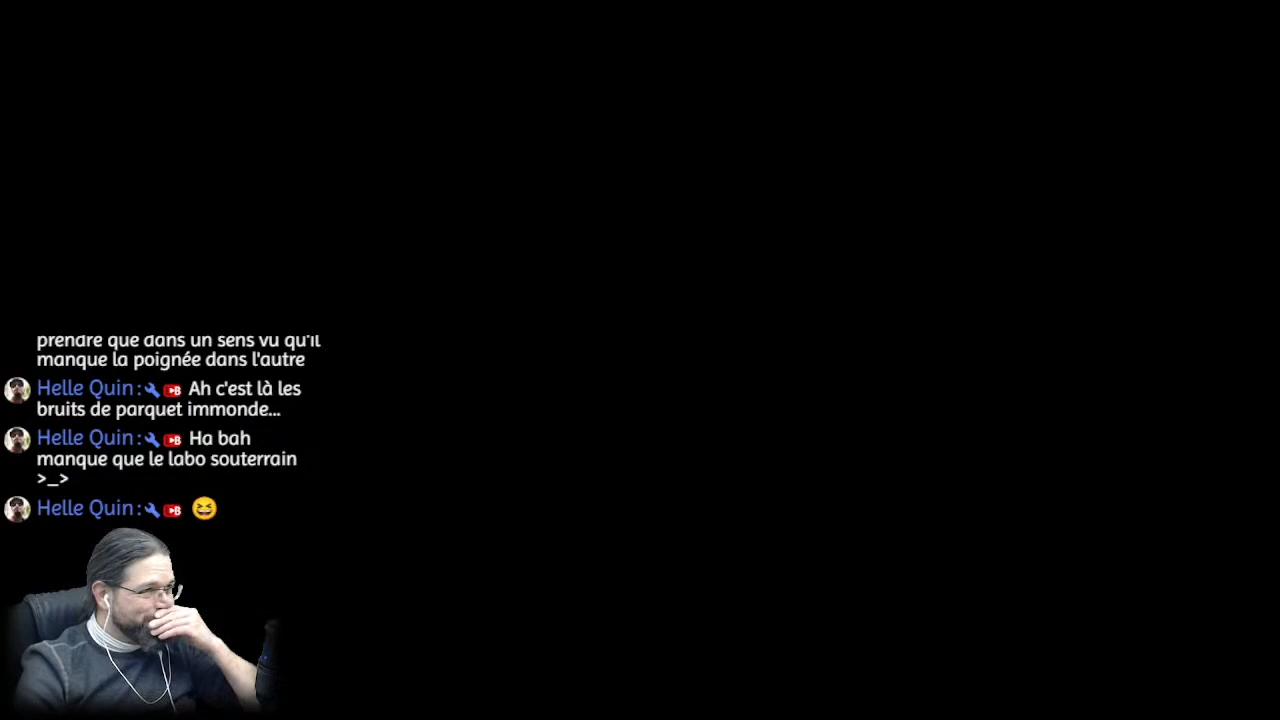 prendre que dans un sens vu qu'il
manque la poignée dans l'autre
Helle Quin: Ah c'est là les
bruits de parquet immonde...
Helle Quin: Ha bah
manque que le labo souterrain
>_>
Helle Quin: 😆